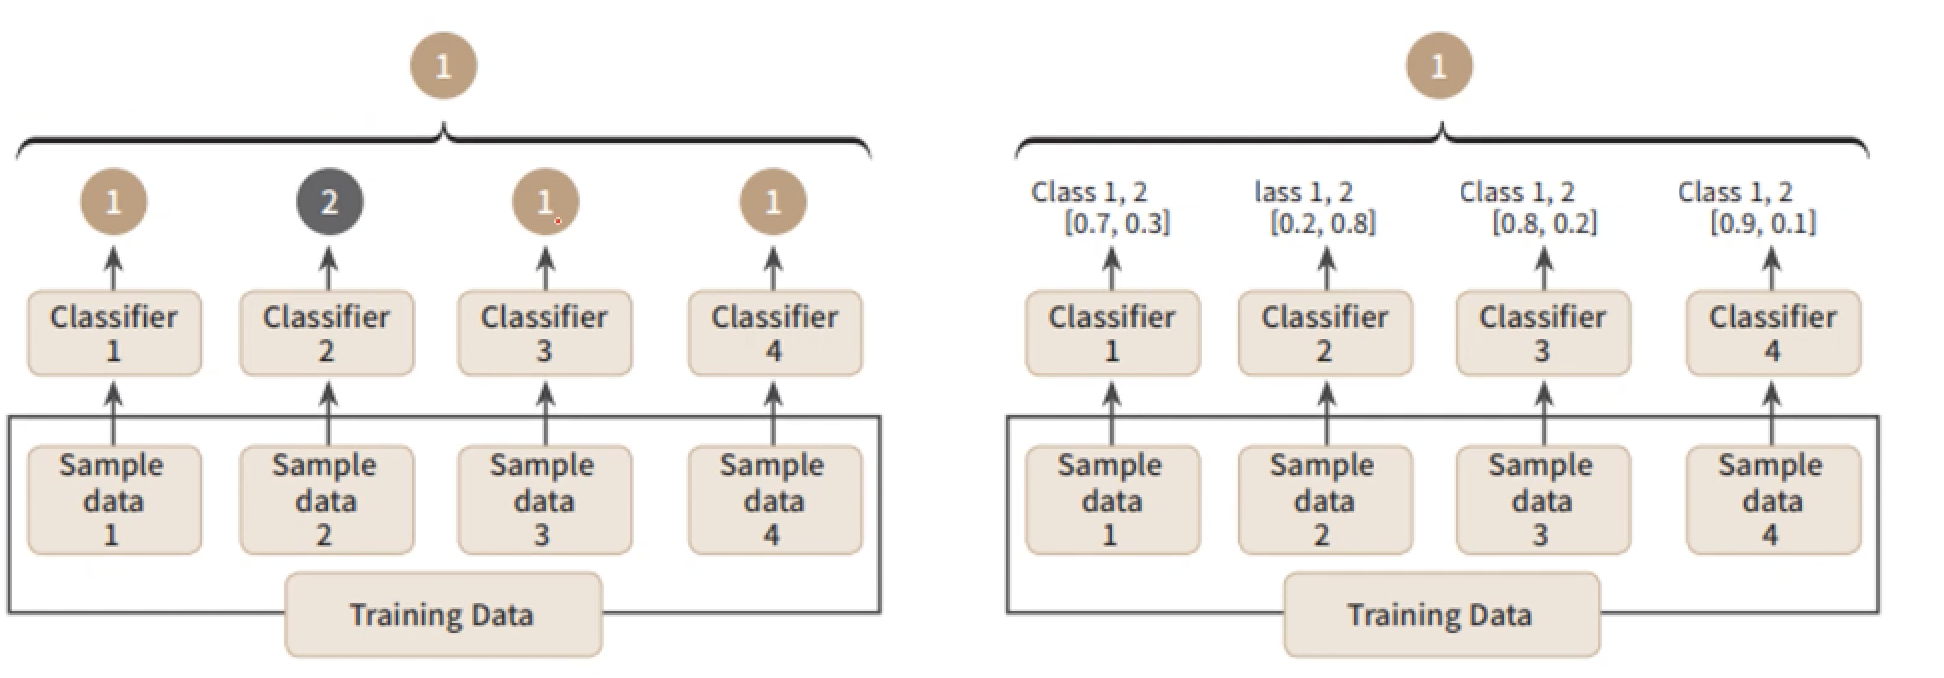 1
1
1
2
1
1
Class 1, 2
lass 1, 2
Class 1, 2
Class 1, 2
[0.7, 0.3]
[0.2, 0.8]
[0.8, 0.2]
[0.9, 0.1]
Classifier
1
Classifier
2
Classifier
3
Classifier
4
Classifier
1
Classifier
2
Classifier
3
Classifier
4
Sample
data
1
Sample
data
2
Sample
data
3
Sample
data
4
Sample
data
1
Sample
data
2
Sample
data
3
Sample
data
4
Training Data
Training Data